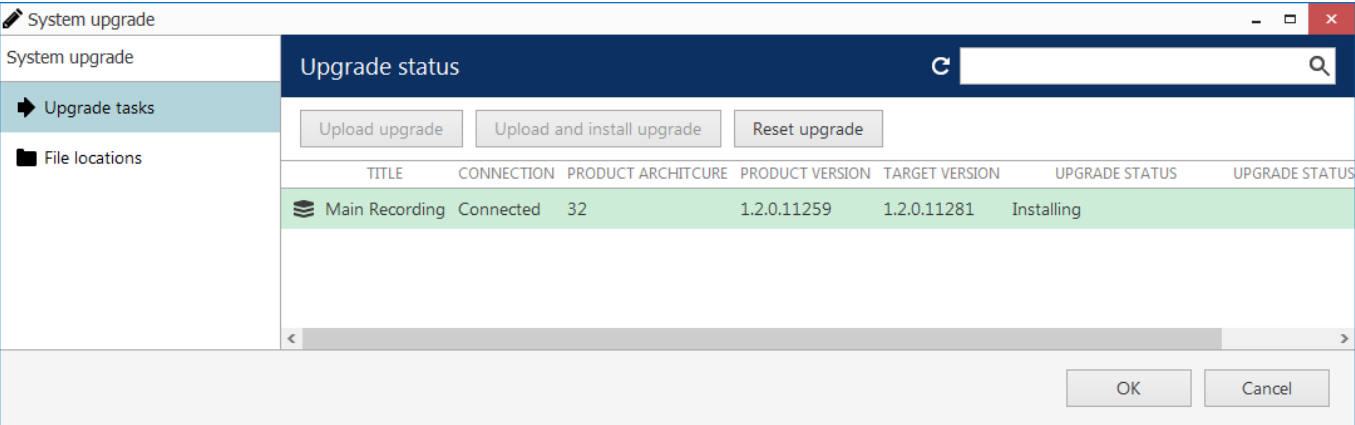 System upgrade
System upgrade
Upgrade status
Upgrade tasks
File locations
Upload upgrade Upload and install upgrade Reset upgrade
TITLE CONNECTION PRODUCT ARCHITCURE PRODUCT VERSION TARGET VERSION UPGRADE STATUS UPGRADE STATUS
Main Recording Connected 32 1.2.0.11259 1.2.0.11281 Installing
OK Cancel